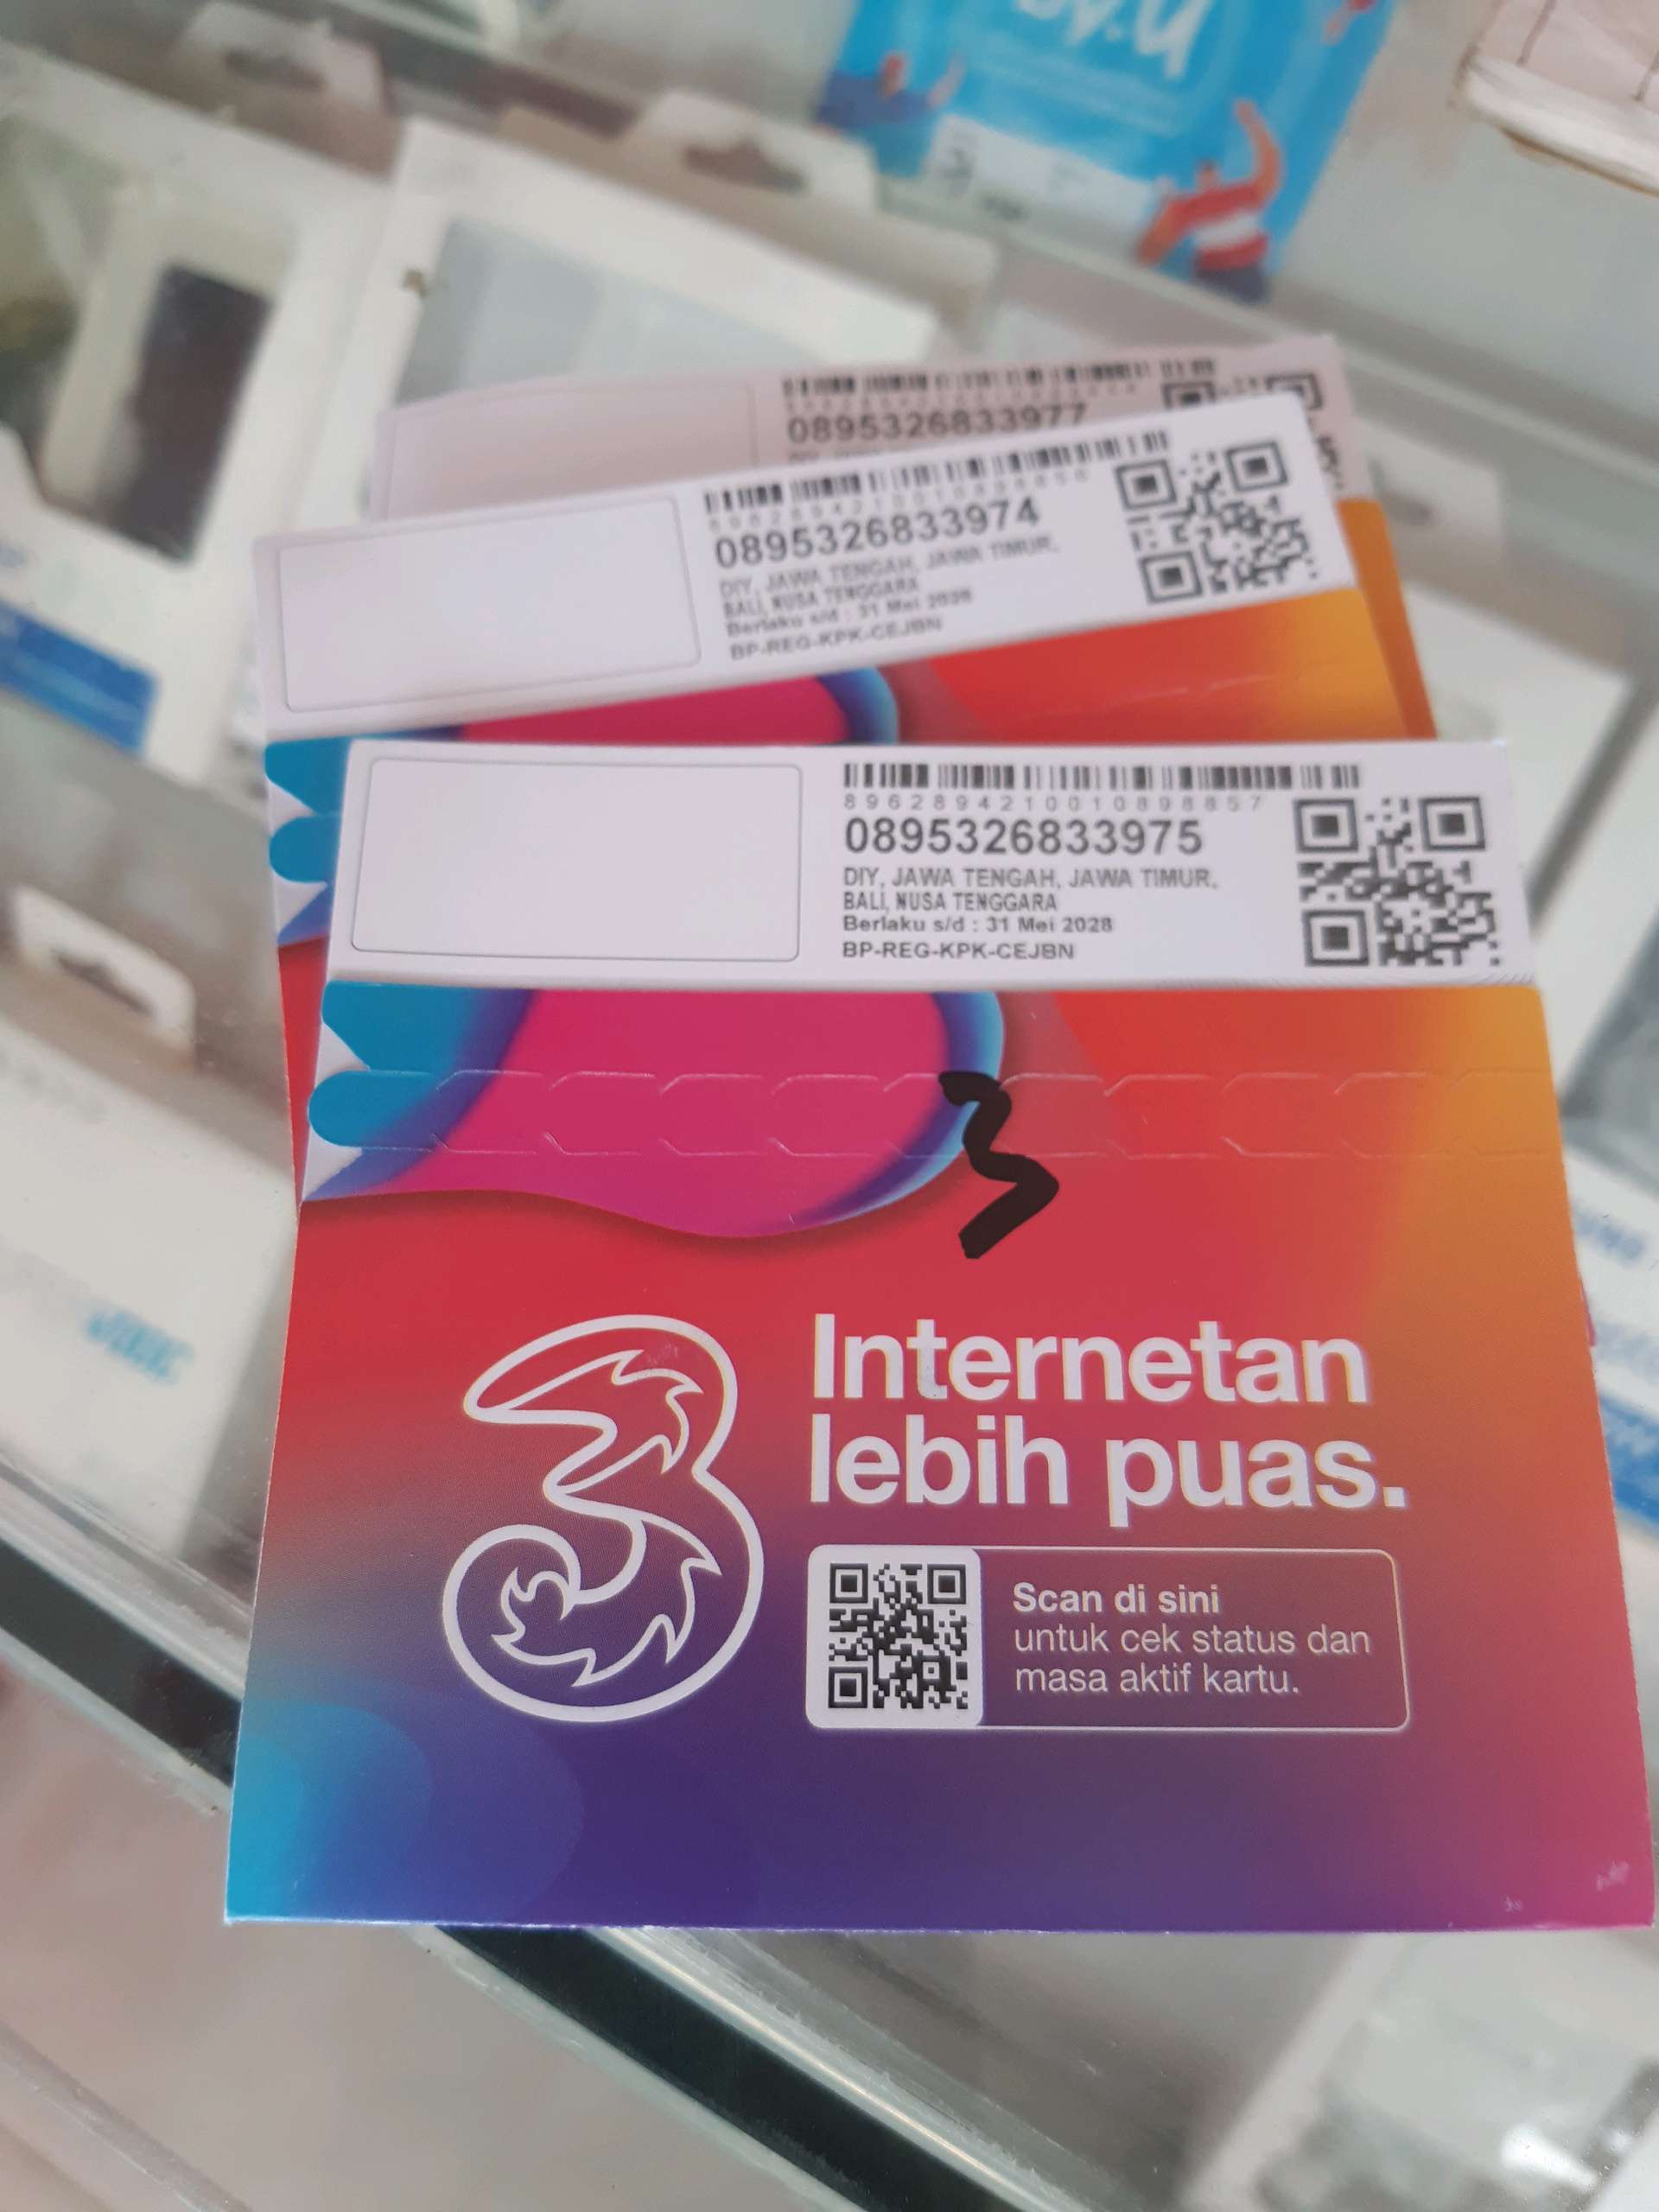 by.U
0895326833977
0895326833974
DIY, JAWA TENGAH, JAWA TIMUR,
BALI, NUSA TENGGARA
Berlaku s/d : 31 Mei 2028
BP-REG-KPK-CEJBN
8962894210010898857
0895326833975
DIY, JAWA TENGAH, JAWA TIMUR,
BALI, NUSA TENGGARA
Berlaku s/d : 31 Mei 2028
BP-REG-KPK-CEJBN
3
3
Internetan
lebih puas.
Scan di sini
untuk cek status dan
masa aktif kartu.